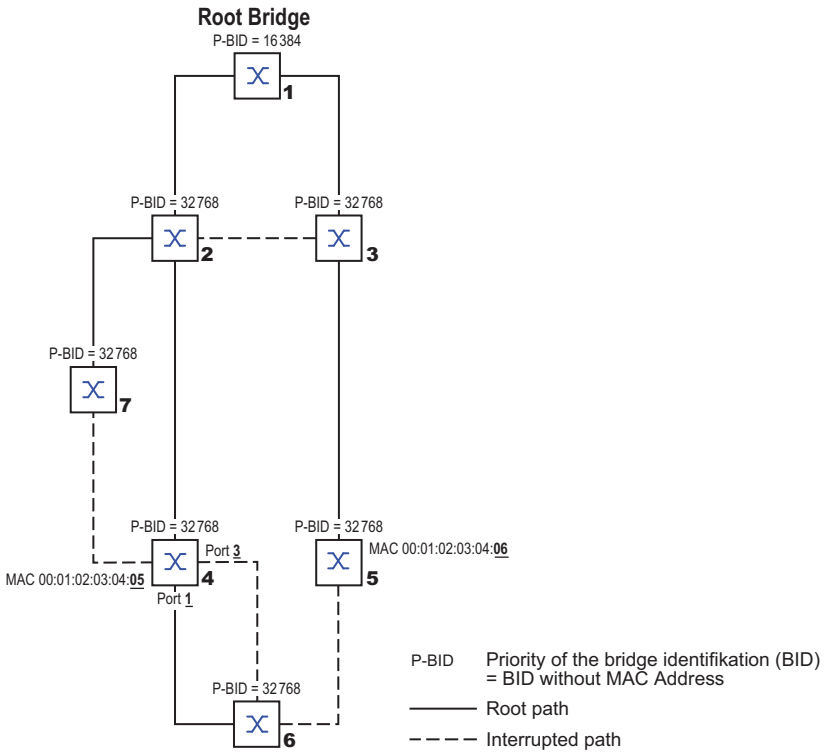 Root Bridge
P-BID = 16384
1
P-BID = 32768
P-BID = 32768
2
3
P-BID = 32768
7
P-BID = 32768
P-BID = 32768
Port 3
MAC 00:01:02:03:04:06
MAC 00:01:02:03:04:05
4
5
Port 1
P-BID = 32768
6
P-BID Priority of the bridge identifikation (BID)
= BID without MAC Address
Root path
Interrupted path